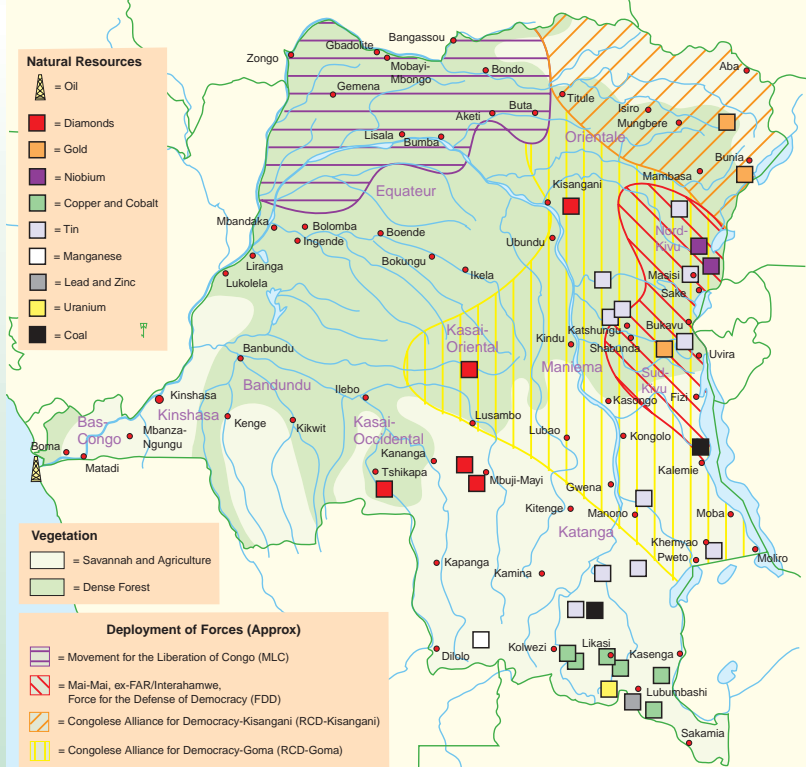 Natural Resources
= Oil
= Diamonds
= Gold
= Niobium
= Copper and Cobalt
= Tin
= Manganese
= Lead and Zinc
= Uranium
= Coal
Bangassou
Gbadolite
Zongo
Mobayi-
Mbongo
Bondo
Aba
Gemena
Titule
Isiro
Buta
Aketi
Mungbere
Lisala
Bumba
Orientale
Bunia
Mambasa
Equateur
Kisangani
Mbandaka
Bolomba
Ingende
Boende
Ubundu
Nord-
Kivu
Liranga
Lukolela
Bokungu
Ikela
Masisi
Sake
Kasai-
Oriental
Katshungu
Bukavu
Shabunda
Kindu
Uvira
Banbundu
Maniema
Bandundu
Sud-
Kivu
Ilebo
Kinshasa
Kinshasa
Kasongo
Fizi
Bas-
Congo
Mbanza-
Ngungu
Kenge
Kikwit
Kasai-
Occidental
Lusambo
Lubao
Kongolo
Boma
Matadi
Kananga
Tshikapa
Kalemie
Mbuji-Mayi
Gwena
Kitenge
Manono
Moba
Katanga
Khemyao
Pweto
Moliro
Kapanga
Kamina
Vegetation
= Savannah and Agriculture
= Dense Forest
Dilolo
Kolwezi
Likasi
Kasenga
Lubumbashi
Sakamia
Deployment of Forces (Approx)
= Movement for the Liberation of Congo (MLC)
= Mai-Mai, ex-FAR/Interahamwe,
Force for the Defense of Democracy (FDD)
= Congolese Alliance for Democracy-Kisangani (RCD-Kisangani)
= Congolese Alliance for Democracy-Goma (RCD-Goma)